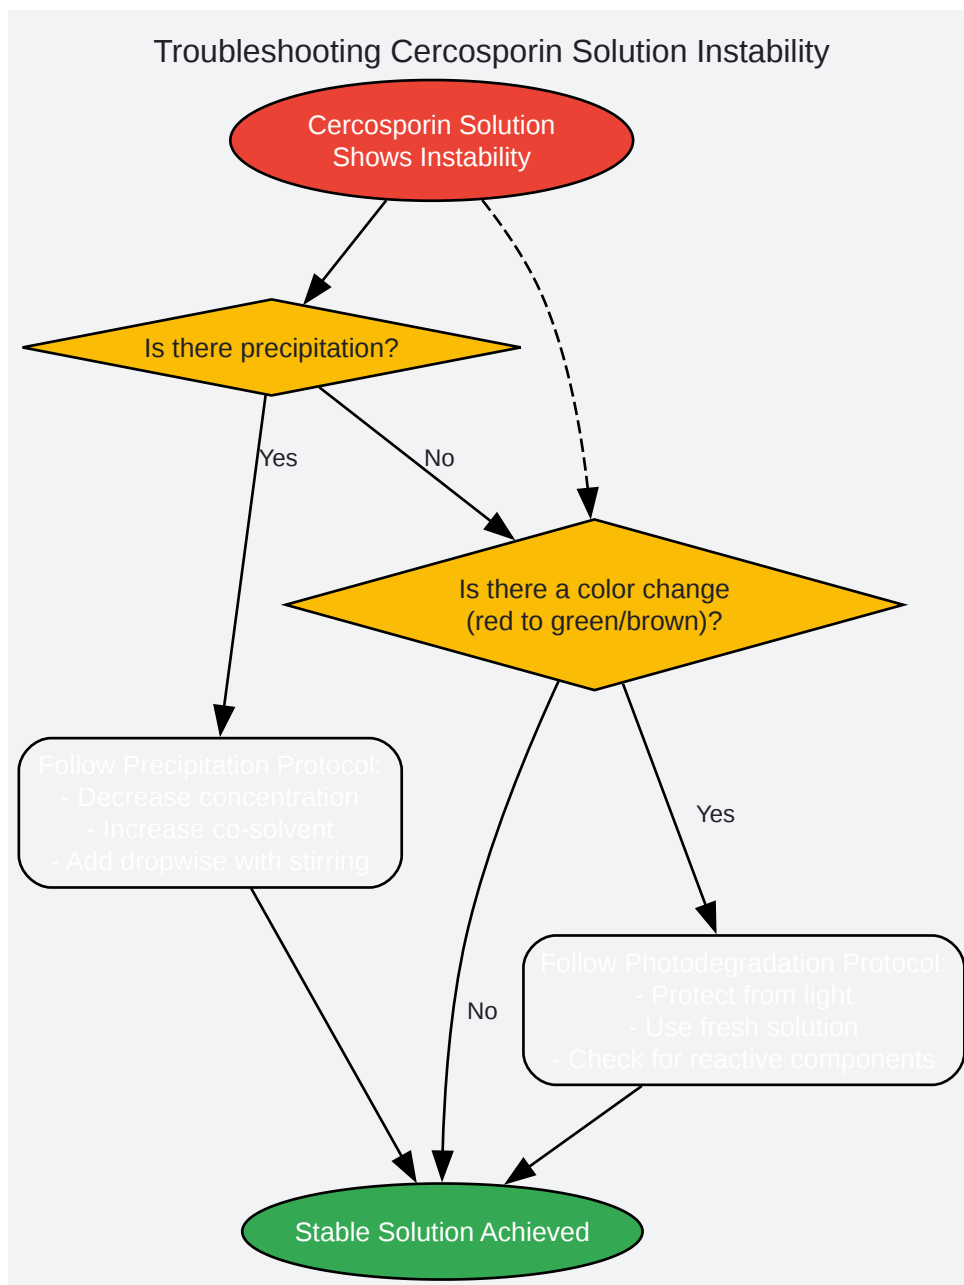 Troubleshooting Cercosporin Solution Instability
Cercosporin Solution
Shows Instability
Is there precipitation?
Yes
No
Is there a color change
(red to green/brown)?
Follow Precipitation Protocol:
- Decrease concentration
- Increase co-solvent
- Add dropwise with stirring
Yes
Follow Photodegradation Protocol:
- Protect from light
- Use fresh solution
- Check for reactive components
No
Stable Solution Achieved